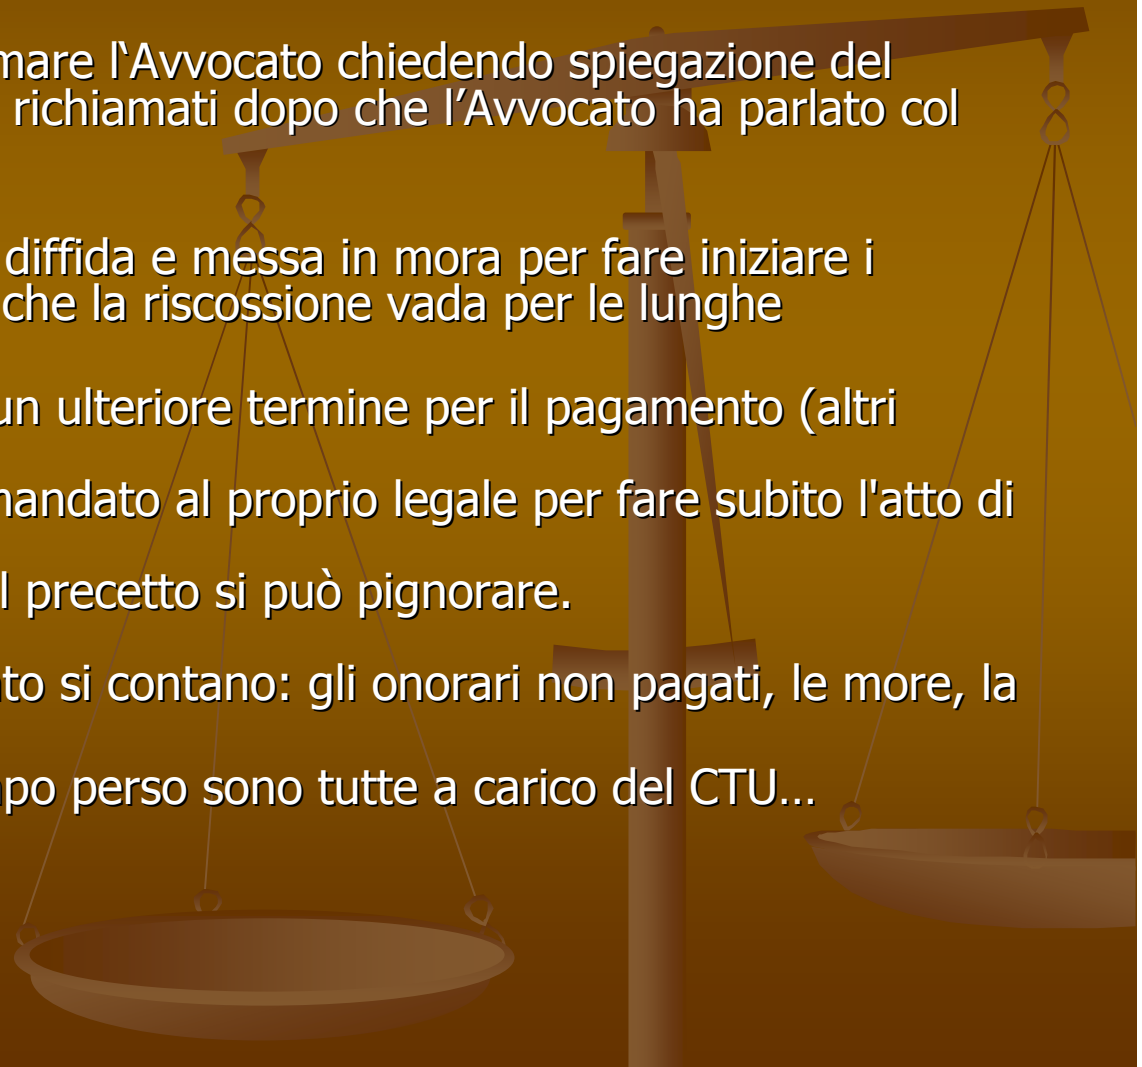 mare l‘Avvocato chiedendo spiegazione del
richiamati dopo che l’Avvocato ha parlato col
diffida e messa in mora per fare iniziare i
che la riscossione vada per le lunghe
un ulteriore termine per il pagamento (altri
mandato al proprio legale per fare subito l'atto di
l precetto si può pignorare.
to si contano: gli onorari non pagati, le more, la
po perso sono tutte a carico del CTU…